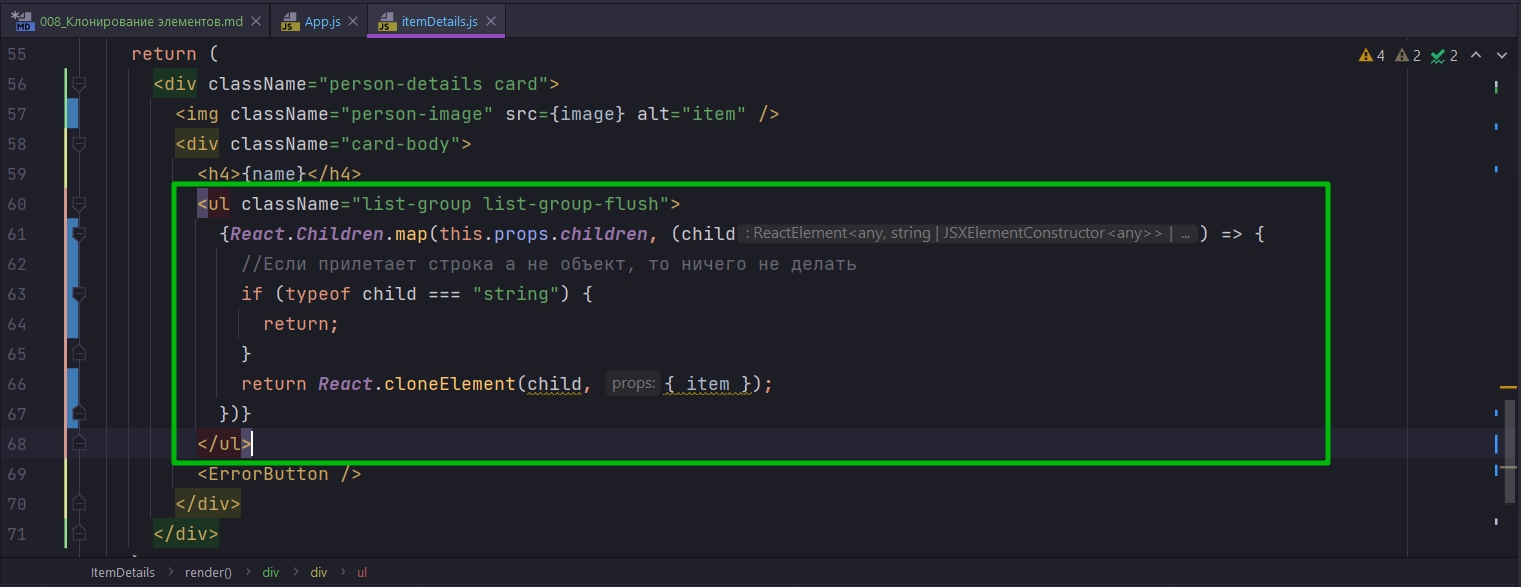 008_Клонирование элементов.md App.js itemDetails.js
55 return (
4 2 2
56 <div className="person-details card">
57 <img className="person-image" src={image} alt="item" />
58 <div className="card-body">
59 <h4>{name}</h4>
60 <ul className="list-group list-group-flush">
61 {React.Children.map(this.props.children, (child : ReactElement<any, string | JSXElementConstructor<any>> | ... ) => {
62 //Если прилетает строка а не объект, то ничего не делать
63 if (typeof child === "string") {
64 return;
65 }
66 return React.cloneElement(child, props: { item });
67 })}
68 </ul>
69 <ErrorButton />
70 </div>
71 </div>
ItemDetails › render() › div › div › ul